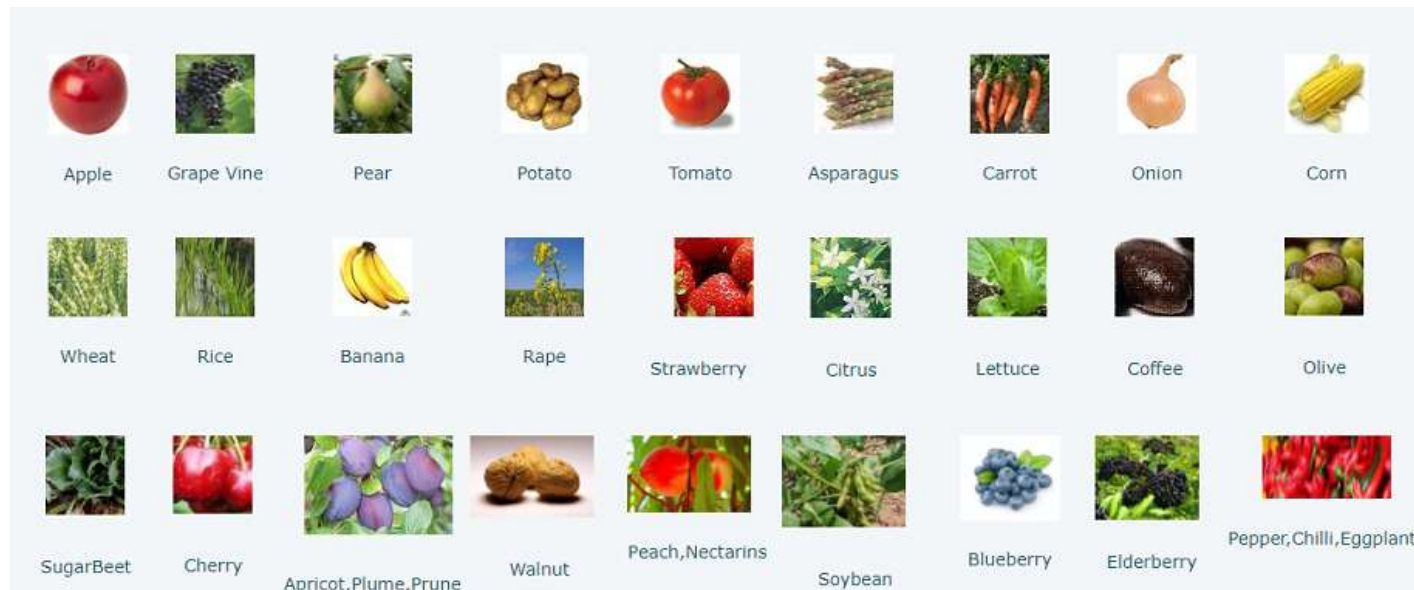 Apple
Grape Vine
Pear
Potato
Tomato
Asparagus
Carrot
Onion
Corn
Wheat
Rice
Banana
Rape
Strawberry
Citrus
Lettuce
Coffee
Olive
SugarBeet
Cherry
Apricot,Plume,Prune
Walnut
Peach,Nectarins
Soybean
Blueberry
Elderberry
Pepper,Chilli,Eggplant